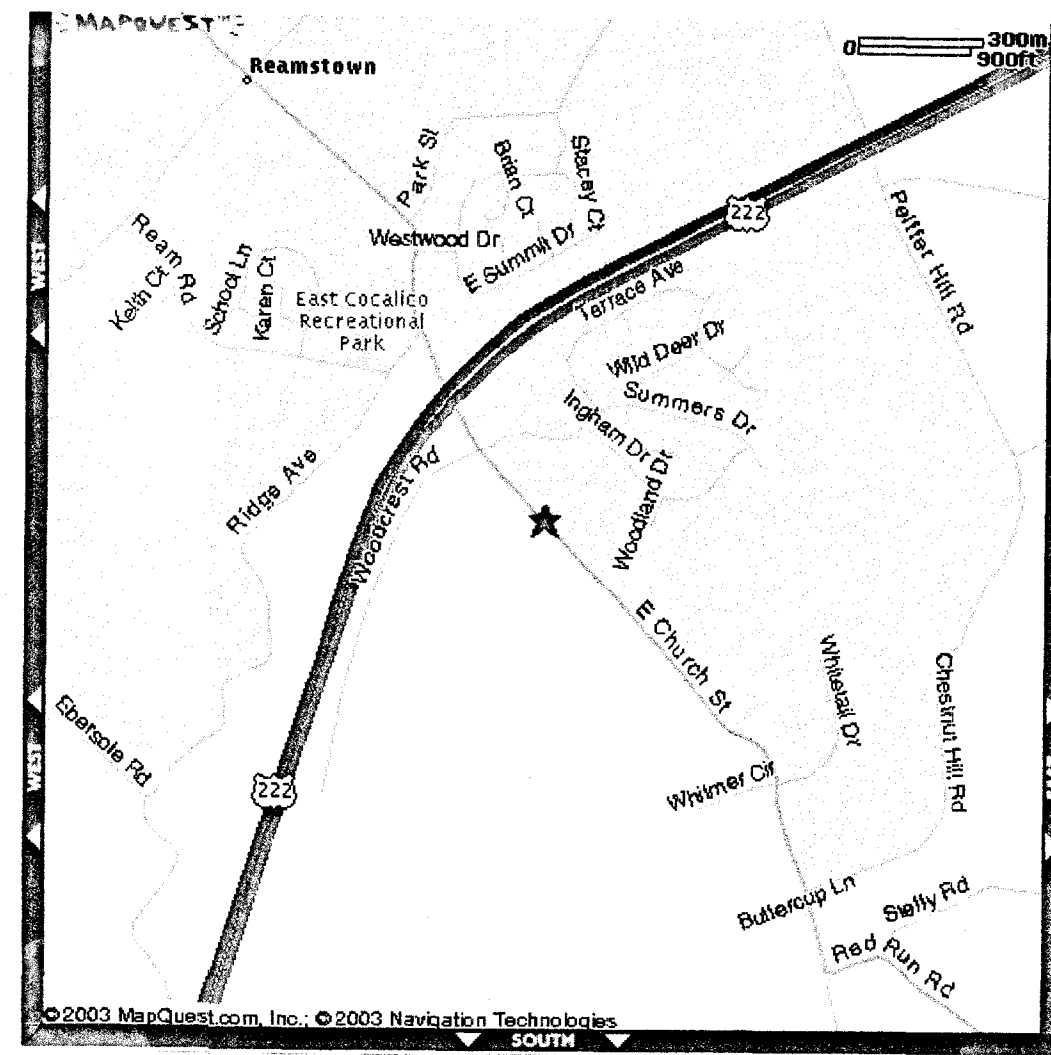 MAPQUEST
0 300m
900ft
Reamstown
Park St
Brian Ct
Stacey Ct
222
Peiffer Hill Rd
Westwood Dr
E Summit Dr
Ream Rd
Keith Ct
School Ln
Karen Ct
East Cocalico
Recreational
Park
Terrace Ave
WEST
Wild Deer Dr
Summers Dr
Ingham Dr
Woodland Dr
Ridge Ave
Woodcrest Rd
E Church St
Whitetail Dr
Chestnut Hill Rd
Ebersole Rd
WEST
222
Whitmer Cir
Buttercup Ln
Steffy Rd
Red Run Rd
©2003 MapQuest.com, Inc.; ©2003 Navigation Technologies
SOUTH